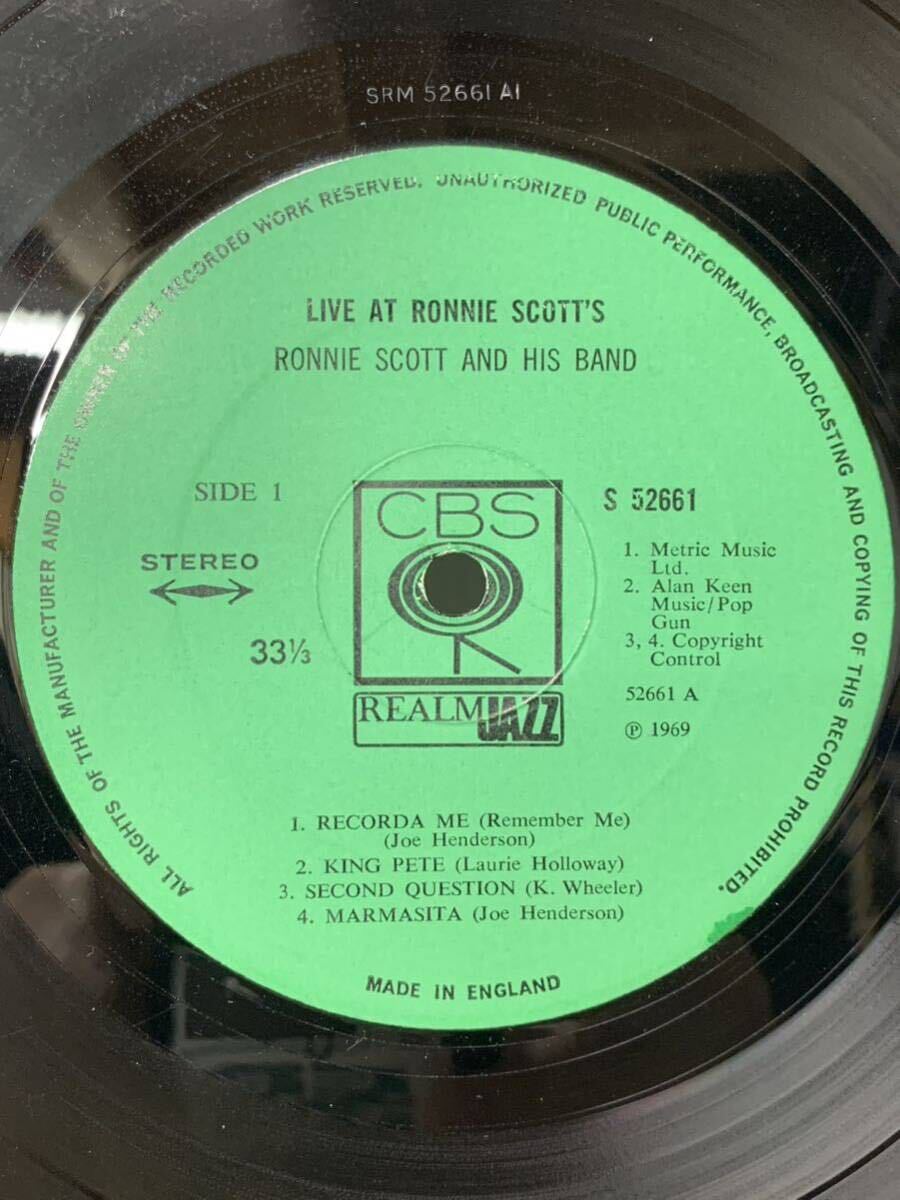 SRM 52661 A1
ALL RIGHTS OF THE MANUFACTURER AND OF THE OWNER OF THE RECORDED WORK RESERVED. UNAUTHORIZED PUBLIC PERFORMANCE, BROADCASTING AND COPYING OF THIS RECORD PROHIBITED.
LIVE AT RONNIE SCOTT'S
RONNIE SCOTT AND HIS BAND
SIDE 1
STEREO
33⅓
CBS
REALM JAZZ
S 52661
1. Metric Music
Ltd.
2. Alan Keen
Music/Pop
Gun
3, 4. Copyright
Control
52661 A
℗ 1969
1. RECORDA ME (Remember Me)
(Joe Henderson)
2. KING PETE (Laurie Holloway)
3. SECOND QUESTION (K. Wheeler)
4. MARMASITA (Joe Henderson)
MADE IN ENGLAND